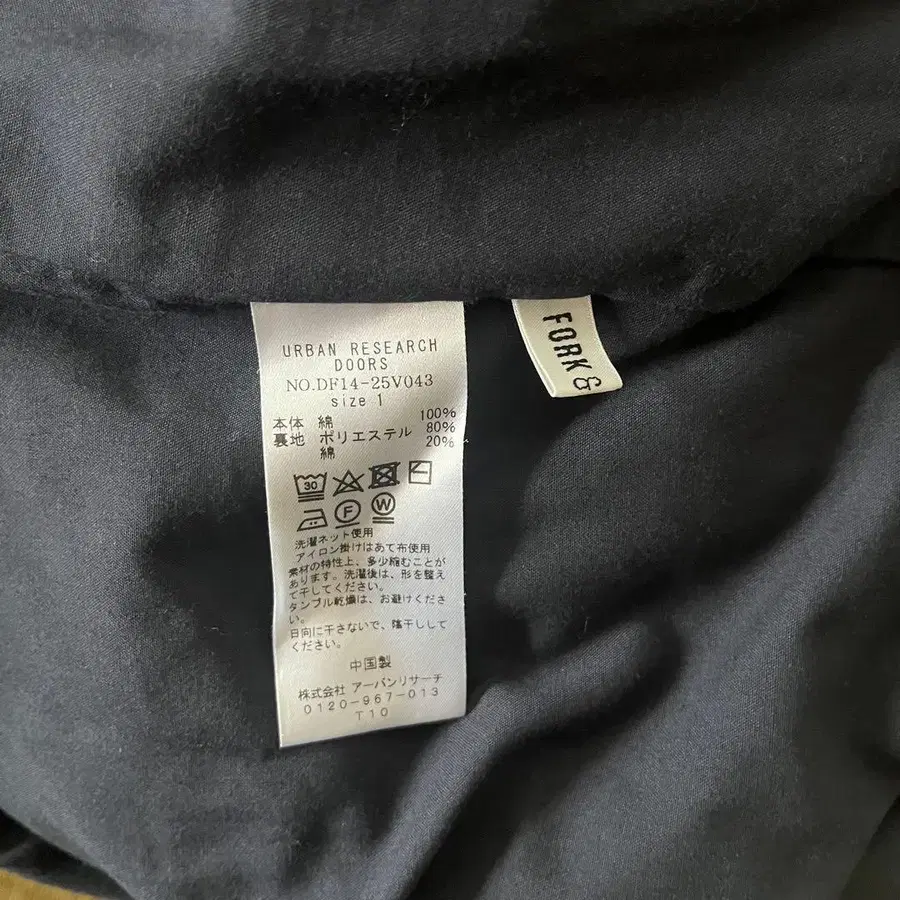 URBAN RESEARCH
DOORS
NO.DF14-25V043
size 1
本体 綿 100%
裏地 ポリエステル 80%
綿 20%
30
F W
洗濯ネット使用
アイロン掛けはあて布使用
素材の特性上、多少縮むことが
あります。洗濯後は、形を整え
て干してください。
タンブル乾燥は、お避けくださ
い。
日向に干さないで、陰干ししてください。
中国製
株式会社 アーバンリサーチ
0120-967-013
T10
FORK &